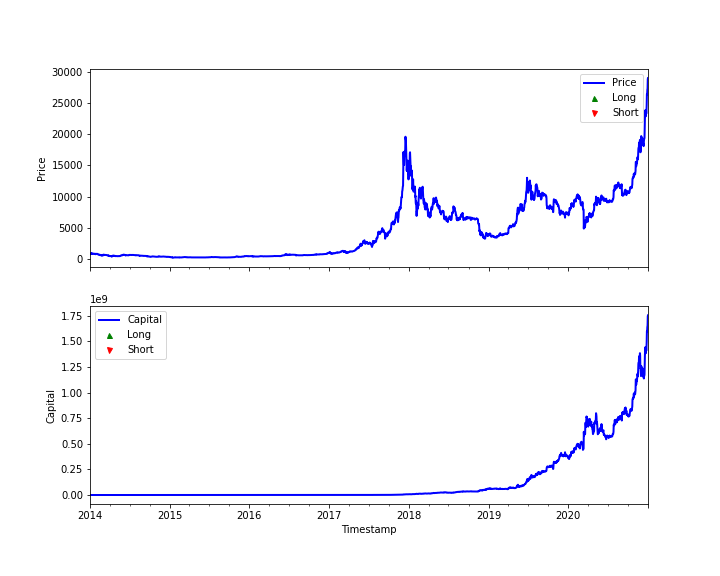 30000
25000
20000
15000
10000
5000
0
Price
Price
Long
Short
1e9
1.75
1.50
1.25
1.00
0.75
0.50
0.25
0.00
Capital
Capital
Long
Short
2014 2015 2016 2017 2018 2019 2020
Timestamp